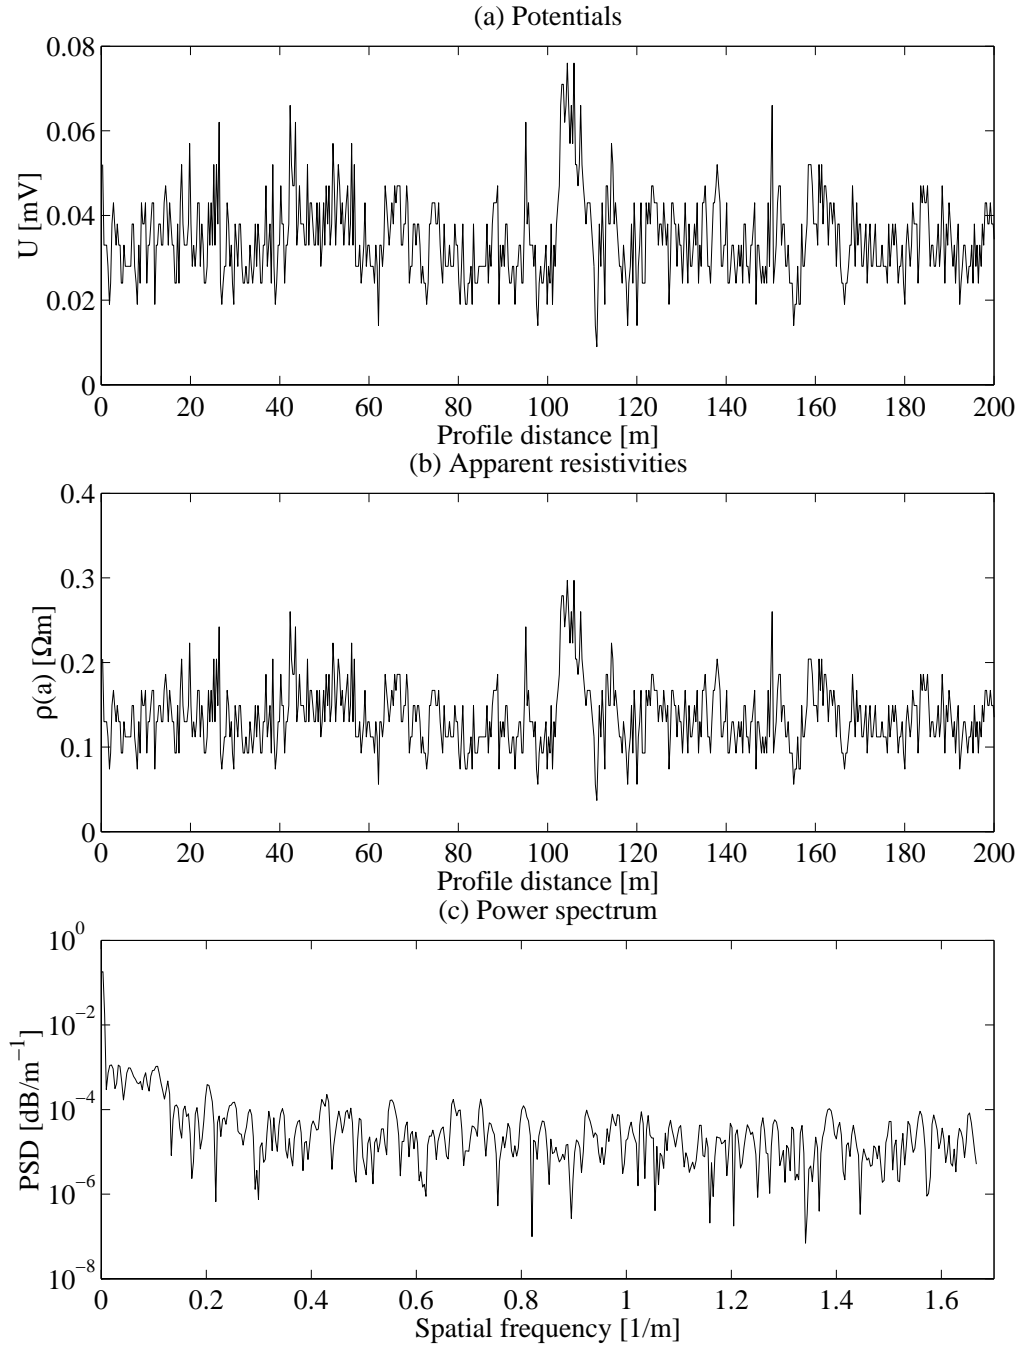 (a) Potentials
0.08
0.06
0.04
0.02
0
U [mV]
0 20 40 60 80 100 120 140 160 180 200
Profile distance [m]
(b) Apparent resistivities
0.4
0.3
0.2
0.1
0
ρ(a) [Ωm]
0 20 40 60 80 100 120 140 160 180 200
Profile distance [m]
(c) Power spectrum
10^0
10^−2
10^−4
10^−6
10^−8
PSD [dB/m^−1]
0 0.2 0.4 0.6 0.8 1 1.2 1.4 1.6
Spatial frequency [1/m]